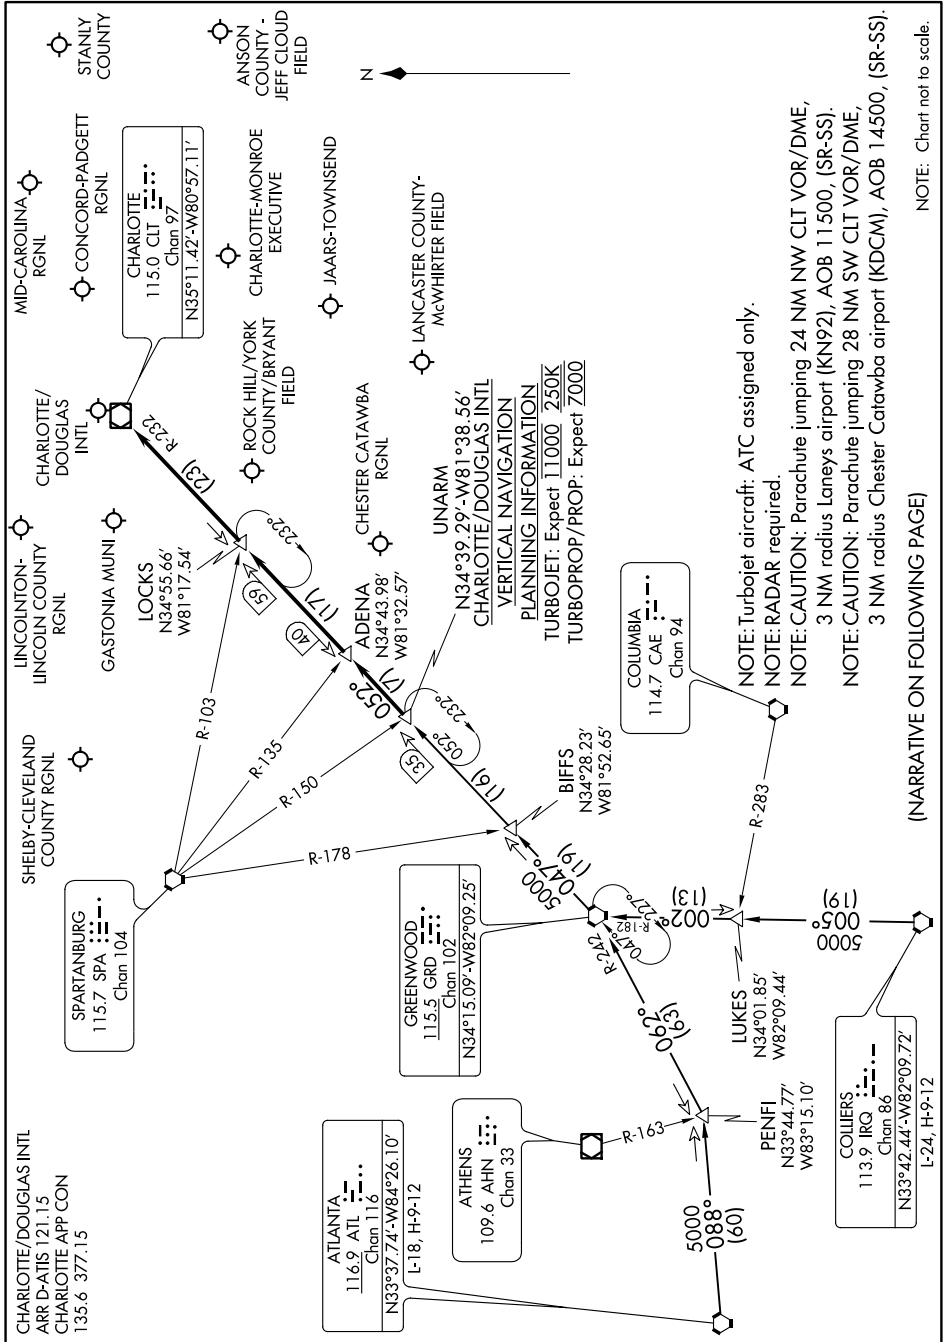 CHARLOTTE/DOUGLAS INTL
ARR D-ATIS 121.15
CHARLOTTE APP CON
135.6 377.15
SPARTANBURG
115.7 SPA
Chan 104
SHELBY-CLEVELAND
COUNTY RGNL
LINCOLNTON-
LINCOLN COUNTY
RGNL
GASTONIA MUNI
CHARLOTTE/
DOUGLAS
INTL
MID-CAROLINA
RGNL
CONCORD-PADGETT
RGNL
STANLY
COUNTY
CHARLOTTE
115.0 CLT
Chan 97
N35°11.42'-W80°57.11'
ANSON
COUNTY -
JEFF CLOUD
FIELD
CHARLOTTE-MONROE
EXECUTIVE
JAARS-TOWNSEND
N
LANCASTER COUNTY-
McWHIRTER FIELD
ROCK HILL/YORK
COUNTY/BRYANT
FIELD
CHESTER CATAWBA
RGNL
R-232
(23)
LOCKS
N34°55.66'
W81°17.54'
232°
59
(17)
40
ADENA
N34°43.98'
W81°32.57'
052°
(7)
R-103
R-135
R-150
R-178
35
052°
232°
UNARM
N34°39.29'-W81°38.56'
CHARLOTTE/DOUGLAS INTL
VERTICAL NAVIGATION
PLANNING INFORMATION
TURBOJET: Expect 11000 250K
TURBOPROP/PROP: Expect 7000
(16)
BIFFS
N34°28.23'
W81°52.65'
5000
047°
(19)
GREENWOOD
115.5 GRD
Chan 102
N34°15.09'-W82°09.25'
R-242
R-182
047°
227°
002°
(13)
062°
(63)
COLUMBIA
114.7 CAE
Chan 94
R-283
LUKES
N34°01.85'
W82°09.44'
5000
005°
(19)
ATLANTA
116.9 ATL
Chan 116
N33°37.74'-W84°26.10'
L-18, H-9-12
ATHENS
109.6 AHN
Chan 33
R-163
5000
088°
(60)
PENFI
N33°44.77'
W83°15.10'
COLLIERS
113.9 IRQ
Chan 86
N33°42.44'-W82°09.72'
L-24, H-9-12
NOTE: Turbojet aircraft: ATC assigned only.
NOTE: RADAR required.
NOTE: CAUTION: Parachute jumping 24 NM NW CLT VOR/DME,
3 NM radius Laneys airport (KN92), AOB 11500, (SR-SS).
NOTE: CAUTION: Parachute jumping 28 NM SW CLT VOR/DME,
3 NM radius Chester Catawba airport (KDCM), AOB 14500, (SR-SS).
(NARRATIVE ON FOLLOWING PAGE)
NOTE: Chart not to scale.